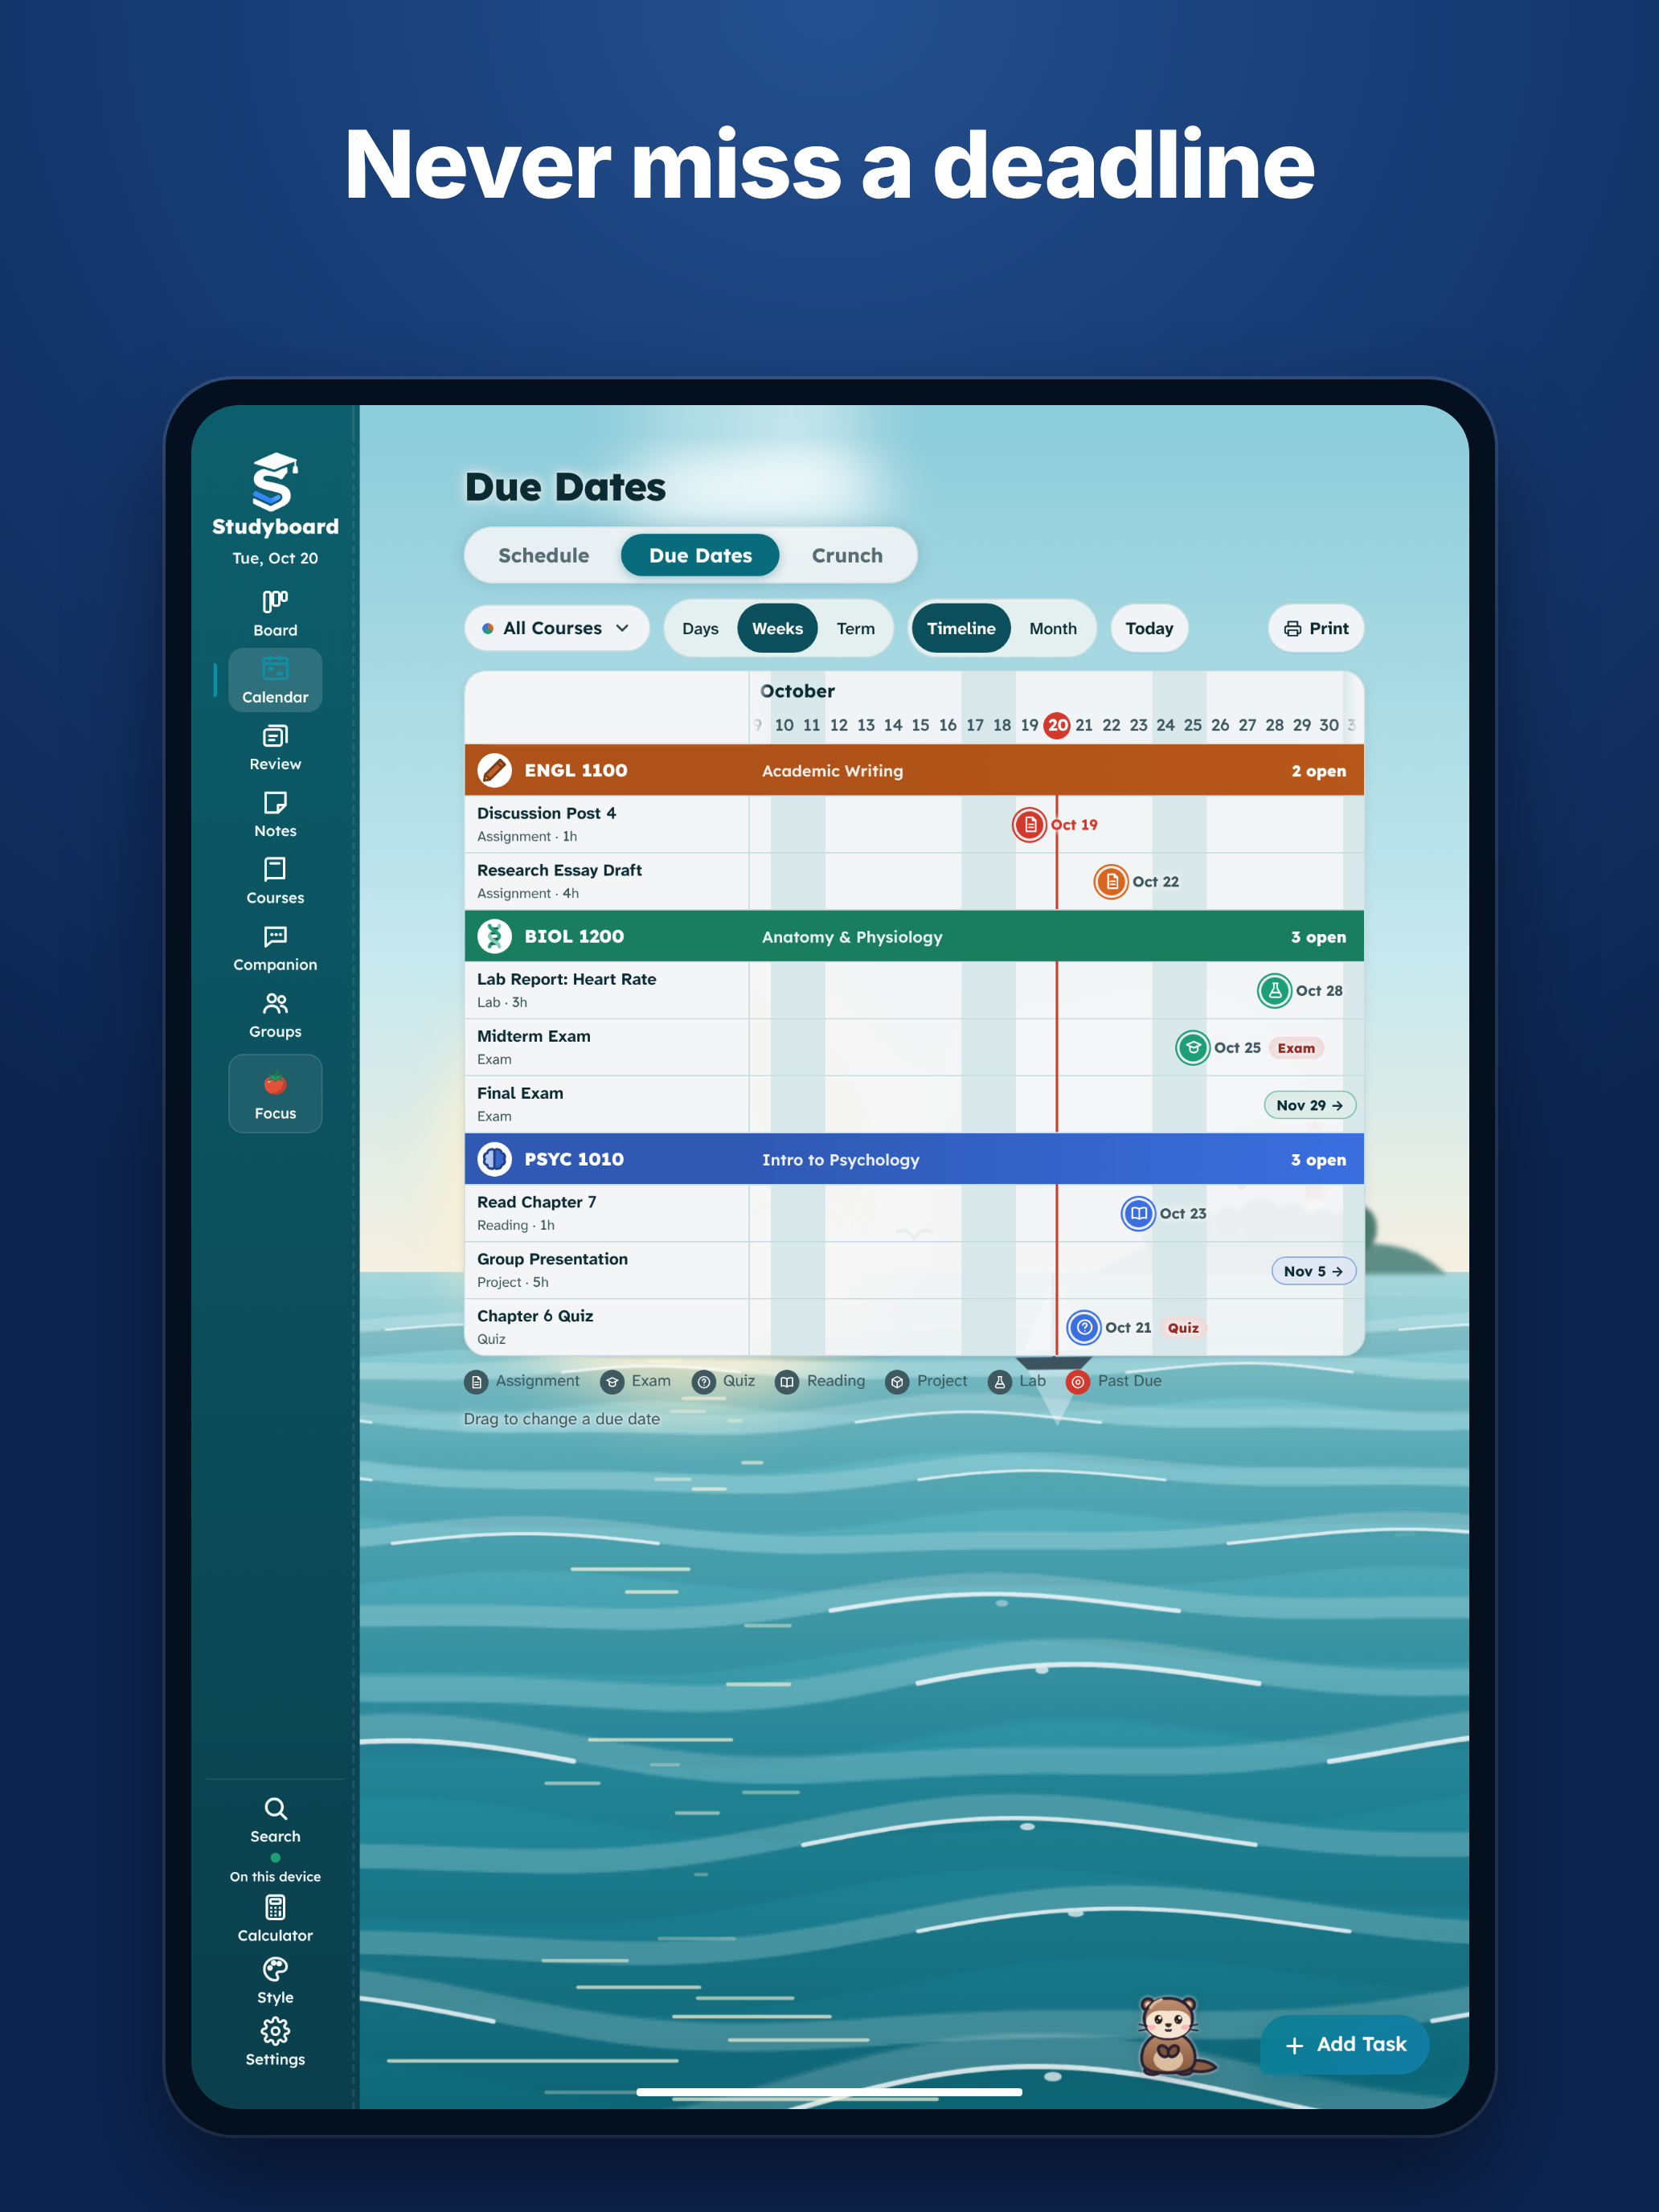 Never miss a deadline
Studyboard
Tue, Oct 20
Board
Calendar
Review
Notes
Courses
Companion
Groups
Focus
Search
On this device
Calculator
Style
Settings
Due Dates
Schedule Due Dates Crunch
All Courses Days Weeks Term Timeline Month Today Print
October
9 10 11 12 13 14 15 16 17 18 19 20 21 22 23 24 25 26 27 28 29 30
ENGL 1100 Academic Writing 2 open
Discussion Post 4
Assignment · 1h
Oct 19
Research Essay Draft
Assignment · 4h
Oct 22
BIOL 1200 Anatomy & Physiology 3 open
Lab Report: Heart Rate
Lab · 3h
Oct 28
Midterm Exam
Exam
Oct 25 Exam
Final Exam
Exam
Nov 29 →
PSYC 1010 Intro to Psychology 3 open
Read Chapter 7
Reading · 1h
Oct 23
Group Presentation
Project · 5h
Nov 5 →
Chapter 6 Quiz
Quiz
Oct 21 Quiz
Assignment Exam Quiz Reading Project Lab Past Due
Drag to change a due date
+ Add Task